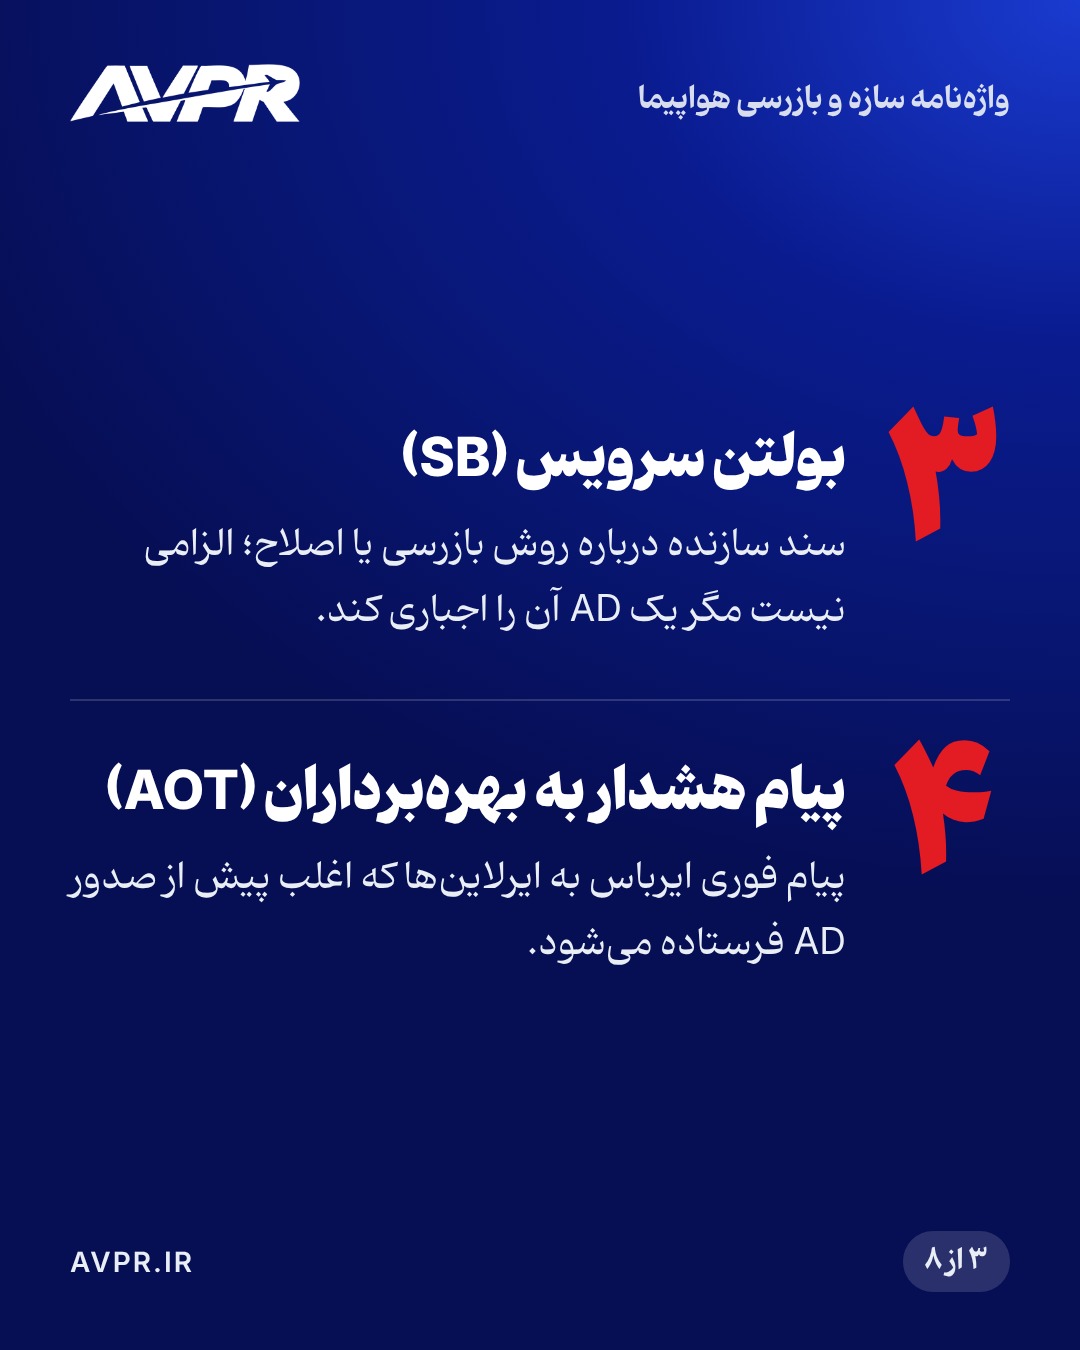 واژه‌نامه سازه و بازرسی هواپیما
AVPR
۳
بولتن سرویس (SB)
سند سازنده درباره روش بازرسی یا اصلاح؛ الزامی
نیست مگر یک AD آن را اجباری کند.
۴
پیام هشدار به بهره‌برداران (AOT)
پیام فوری ایرباس به ایرلاین‌ها که اغلب پیش از صدور
AD فرستاده می‌شود.
۳ از ۸
AVPR.IR